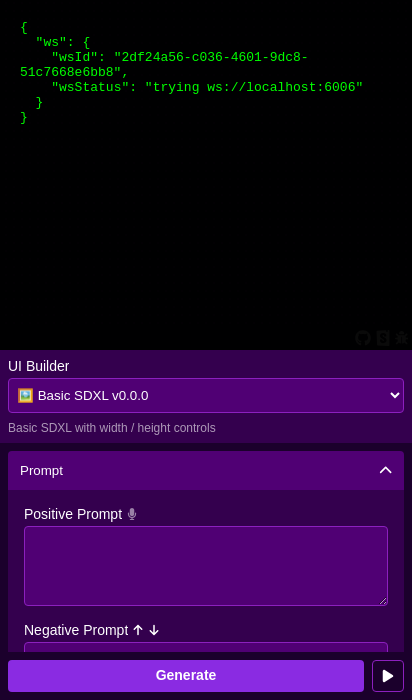 {
"ws": {
"wsId": "2df24a56-c036-4601-9dc8-
51c7668e6bb8",
"wsStatus": "trying ws://localhost:6006"
}
}
UI Builder
🖼️ Basic SDXL v0.0.0
Basic SDXL with width / height controls
Prompt
Positive Prompt
Negative Prompt
Generate